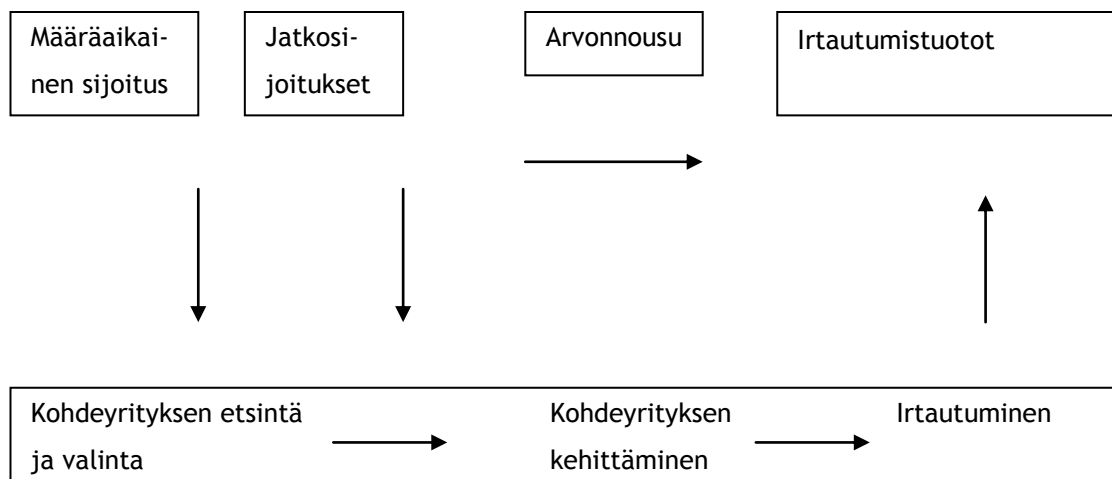 Määräaikai-
nen sijoitus
Jatkosi-
joitukset
Arvonnousu
Irtautumistuotot
Kohdeyrityksen etsintä
ja valinta
Kohdeyrityksen
kehittäminen
Irtautuminen